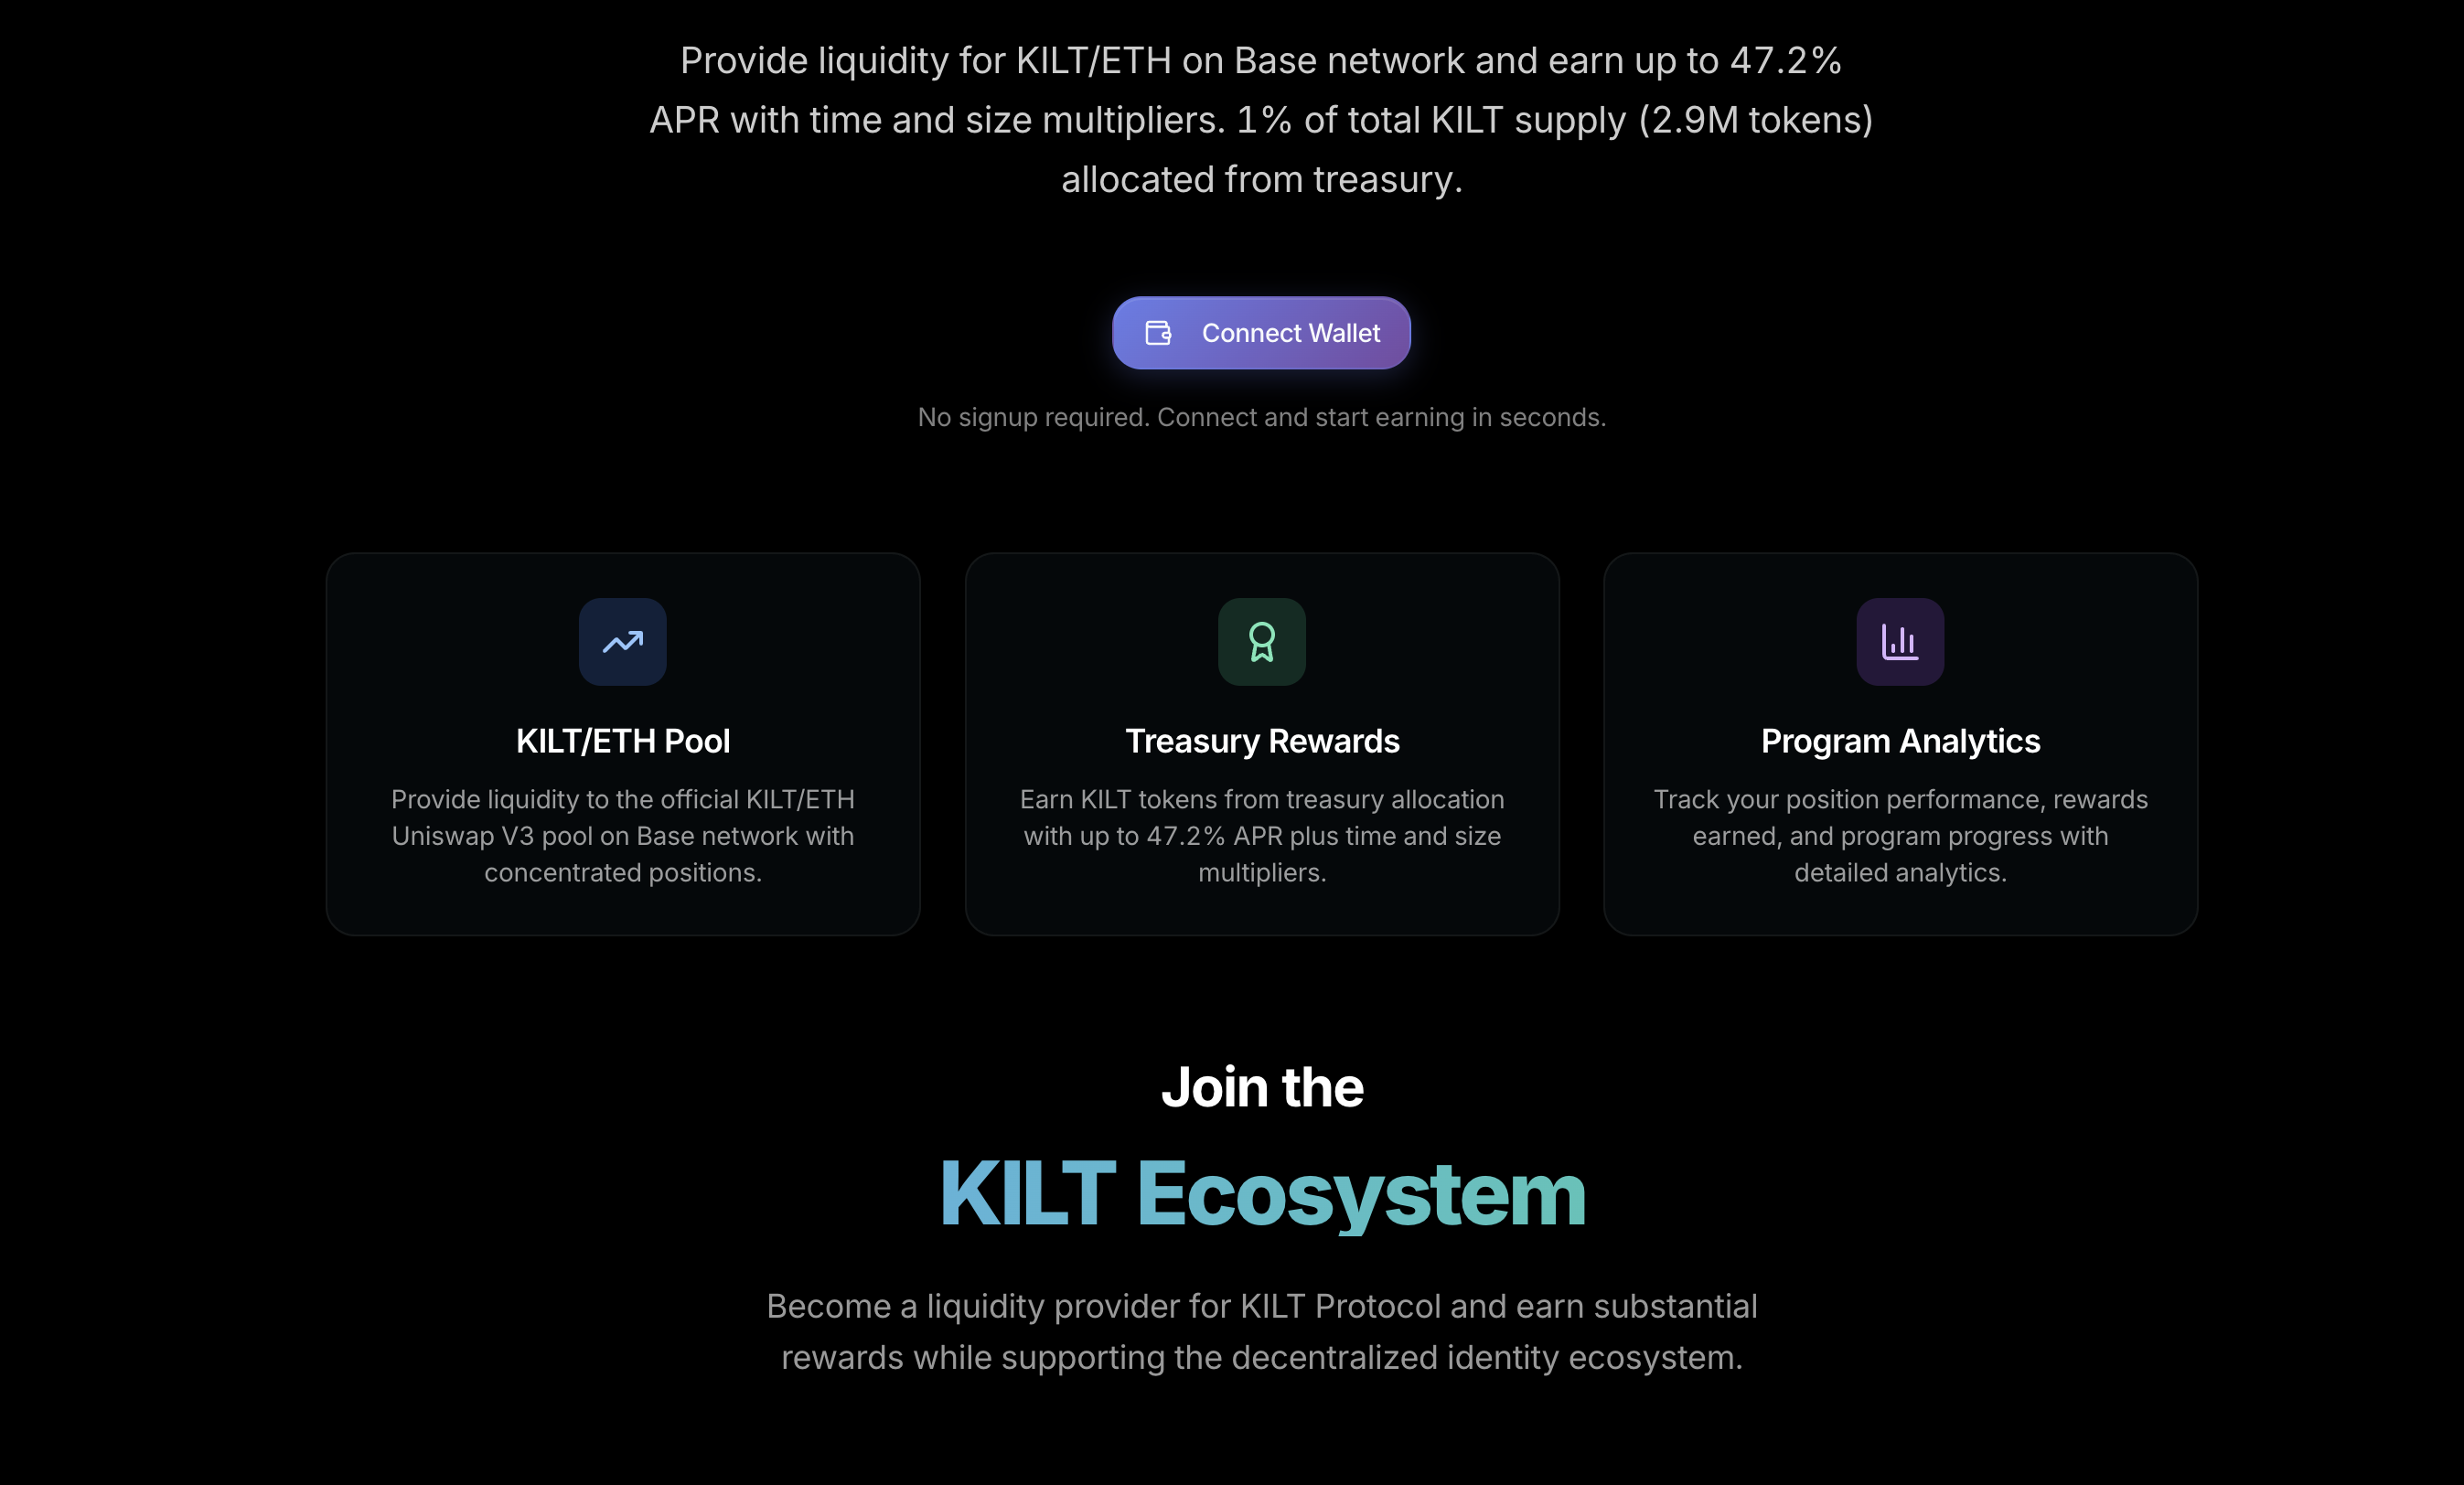 Provide liquidity for KILT/ETH on Base network and earn up to 47.2%
APR with time and size multipliers. 1% of total KILT supply (2.9M tokens)
allocated from treasury.
Connect Wallet
No signup required. Connect and start earning in seconds.
KILT/ETH Pool
Provide liquidity to the official KILT/ETH
Uniswap V3 pool on Base network with
concentrated positions.
Treasury Rewards
Earn KILT tokens from treasury allocation
with up to 47.2% APR plus time and size
multipliers.
Program Analytics
Track your position performance, rewards
earned, and program progress with
detailed analytics.
Join the
KILT Ecosystem
Become a liquidity provider for KILT Protocol and earn substantial
rewards while supporting the decentralized identity ecosystem.